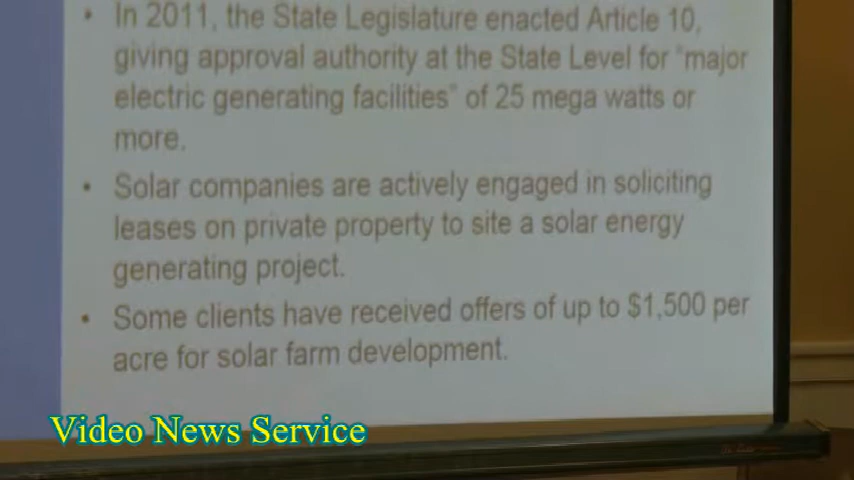 • In 2011, the State Legislature enacted Article 10,
giving approval authority at the State Level for "major
electric generating facilities" of 25 mega watts or
more.
• Solar companies are actively engaged in soliciting
leases on private property to site a solar energy
generating project.
• Some clients have received offers of up to $1,500 per
acre for solar farm development.
Video News Service